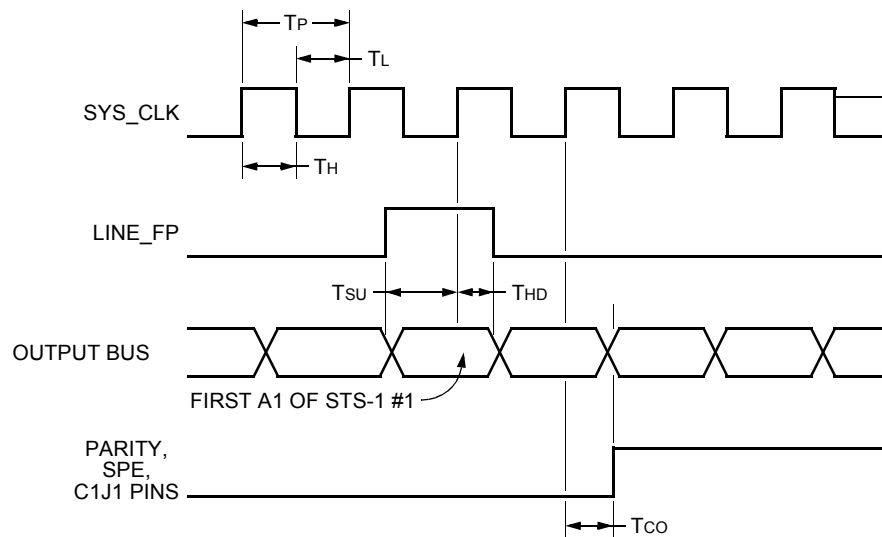 TP
TL
SYS_CLK
TH
LINE_FP
TSU
THD
OUTPUT BUS
FIRST A1 OF STS-1 #1
PARITY,
SPE,
C1J1 PINS
TCO